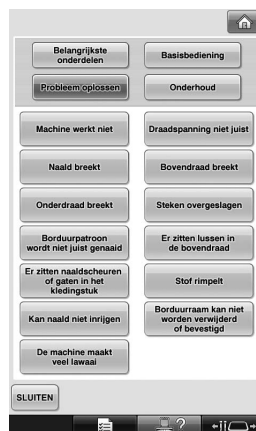 Belangrijkste
onderdelen
Basisbediening
Probleem oplossen
Onderhoud
Machine werkt niet
Draadspanning niet juist
Naald breekt
Bovendraad breekt
Onderdraad breekt
Steken overgeslagen
Borduurpatroon
wordt niet juist genaaid
Er zitten lussen in
de bovendraad
Er zitten naaldscheuren
of gaten in het
kledingstuk
Stof rimpelt
Kan naald niet inrijgen
Borduurraam kan niet
worden verwijderd
of bevestigd
De machine maakt
veel lawaai
SLUITEN
?